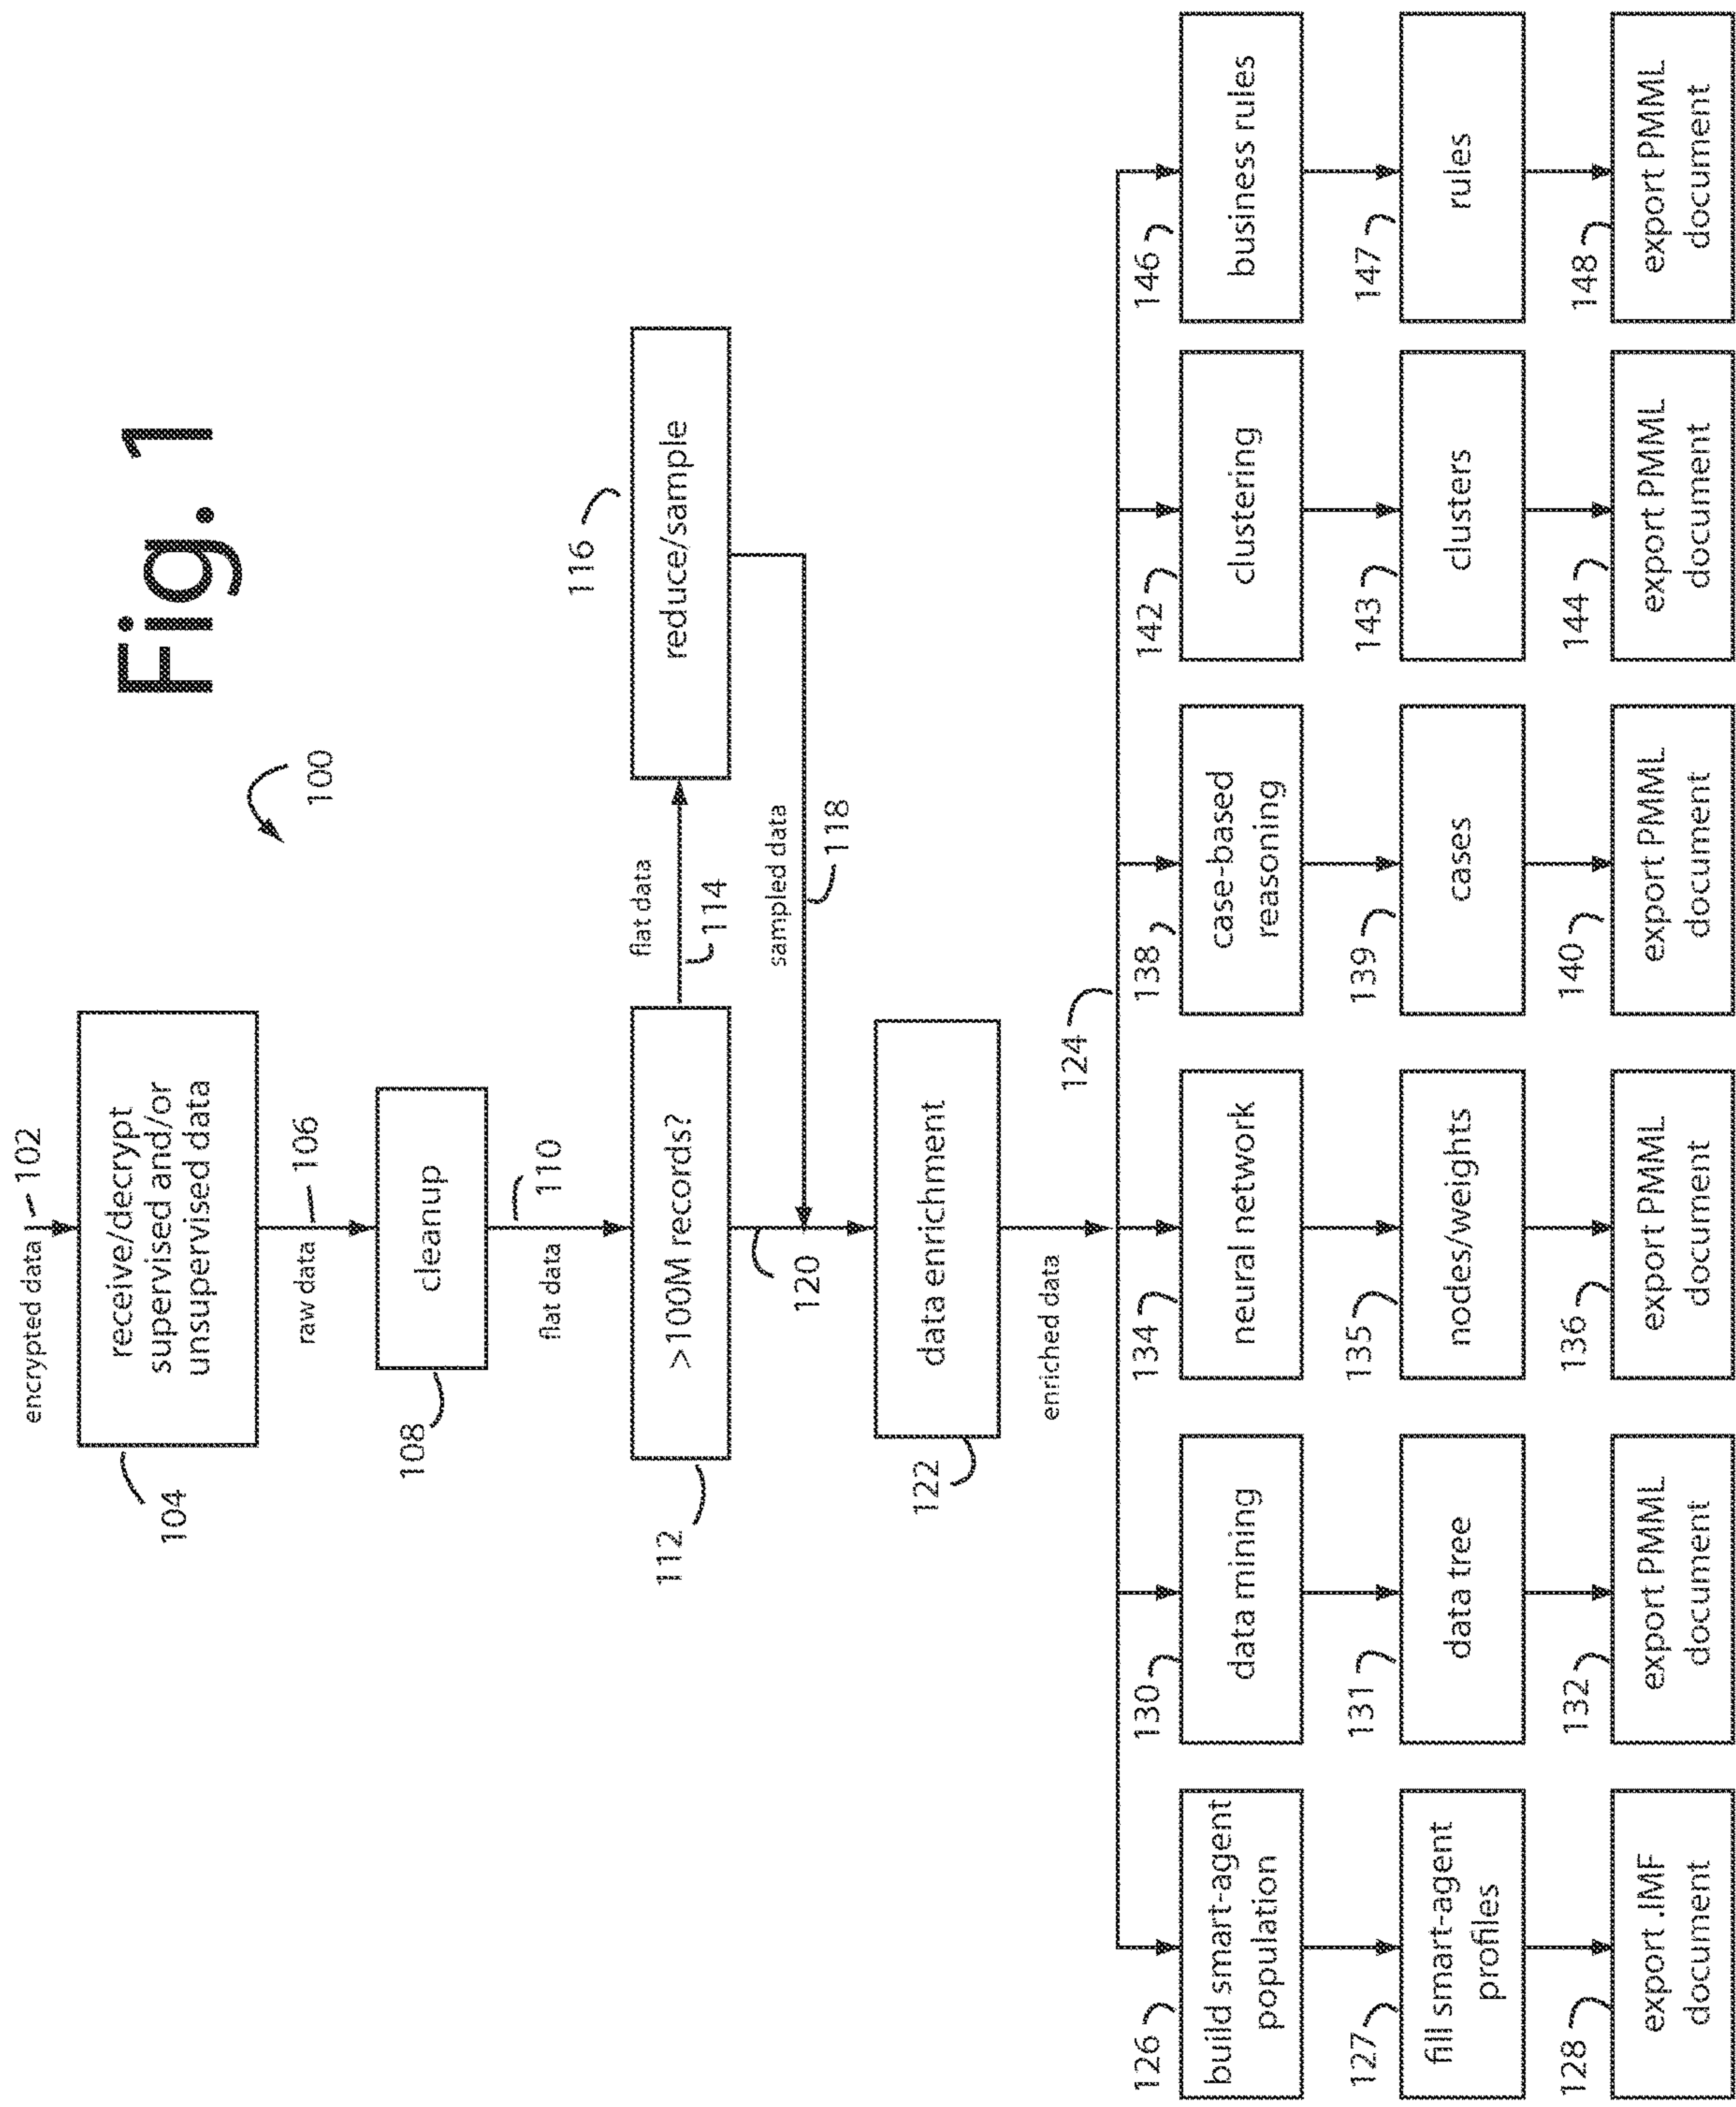 Fig. 1
100
encrypted data
102
receive/decrypt
supervised and/or
unsupervised data
104
raw data
106
cleanup
108
flat data
110
>100M records?
112
flat data
114
reduce/sample
116
sampled data
118
120
data enrichment
122
enriched data
124
126
build smart-agent
population
127
fill smart-agent
profiles
128
export .IMF
document
130
data mining
131
data tree
132
export PMML
document
134
neural network
135
nodes/weights
136
export PMML
document
138
case-based
reasoning
139
cases
140
export PMML
document
142
clustering
143
clusters
144
export PMML
document
146
business rules
147
rules
148
export PMML
document